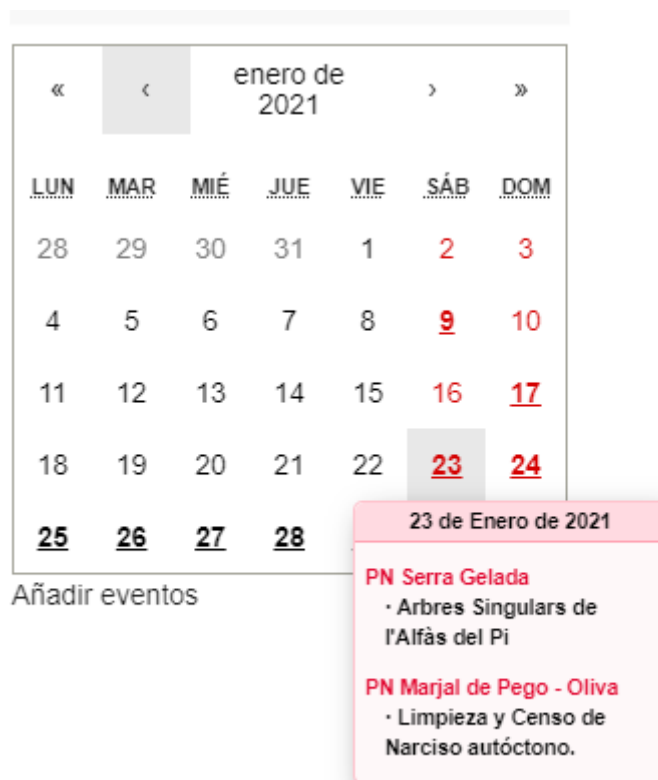 « ‹ enero de › »
2021
LUN MAR MIÉ JUE VIE SÁB DOM
28 29 30 31 1 2 3
4 5 6 7 8 9 10
11 12 13 14 15 16 17
18 19 20 21 22 23 24
25 26 27 28
23 de Enero de 2021
PN Serra Gelada
· Arbres Singulars de
l'Alfàs del Pi
PN Marjal de Pego - Oliva
· Limpieza y Censo de
Narciso autóctono.
Añadir eventos